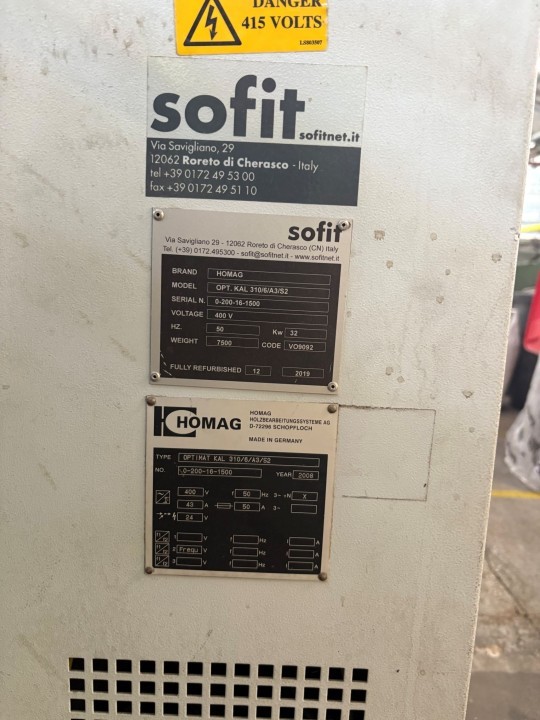 DANGER
415 VOLTS
sofit
sofitnet.it
Via Savigliano, 29
12062 Roreto di Cherasco - Italy
tel +39 0172 49 53 00
fax +39 0172 49 51 10
sofit
Via Savigliano 29 - 12062 Roreto di Cherasco (CN) Italy
Tel. (+39) 0172.495300 - sofit@sofitnet.it - www.sofitnet.it
BRAND HOMAG
MODEL OPT. KAL 310/6/A3/S2
SERIAL N. 0-200-16-1500
VOLTAGE 400 V
HZ. 50 Kw 32
WEIGHT 7500 CODE VO9092
FULLY REFURBISHED 12 2019
HOMAG
HOMAG
HOLZBEARBEITUNGSSYSTEME AG
D-72296 SCHOPFLOCH
MADE IN GERMANY
TYPE OPTIMAT KAL 310/6/A3/S2
NO. 0-200-16-1500 YEAR 2008
400 V f 50 Hz 3~ +N X
43 A 50 A 3~
24 V
1 V f Hz I A
2 Frequ V f Hz I A
3 V f Hz I A